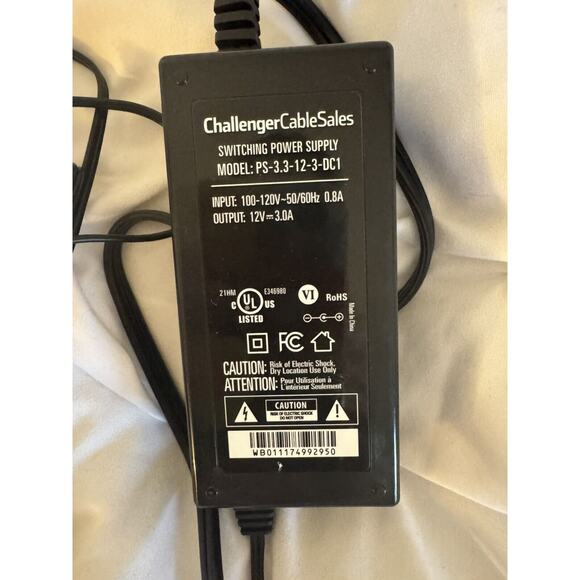 ChallengerCableSales
SWITCHING POWER SUPPLY
MODEL: PS-3.3-12-3-DC1
INPUT: 100-120V~50/60Hz 0.8A
OUTPUT: 12V⎓3.0A
21HM
E346980
C UL US
LISTED
VI
RoHS
Made In China
FC
CAUTION: Risk of Electric Shock,
Dry Location Use Only
ATTENTION: Pour Utilisation à
L'intérieur Seulement
CAUTION
RISK OF ELECTRIC SHOCK
DO NOT OPEN
WB011174992950